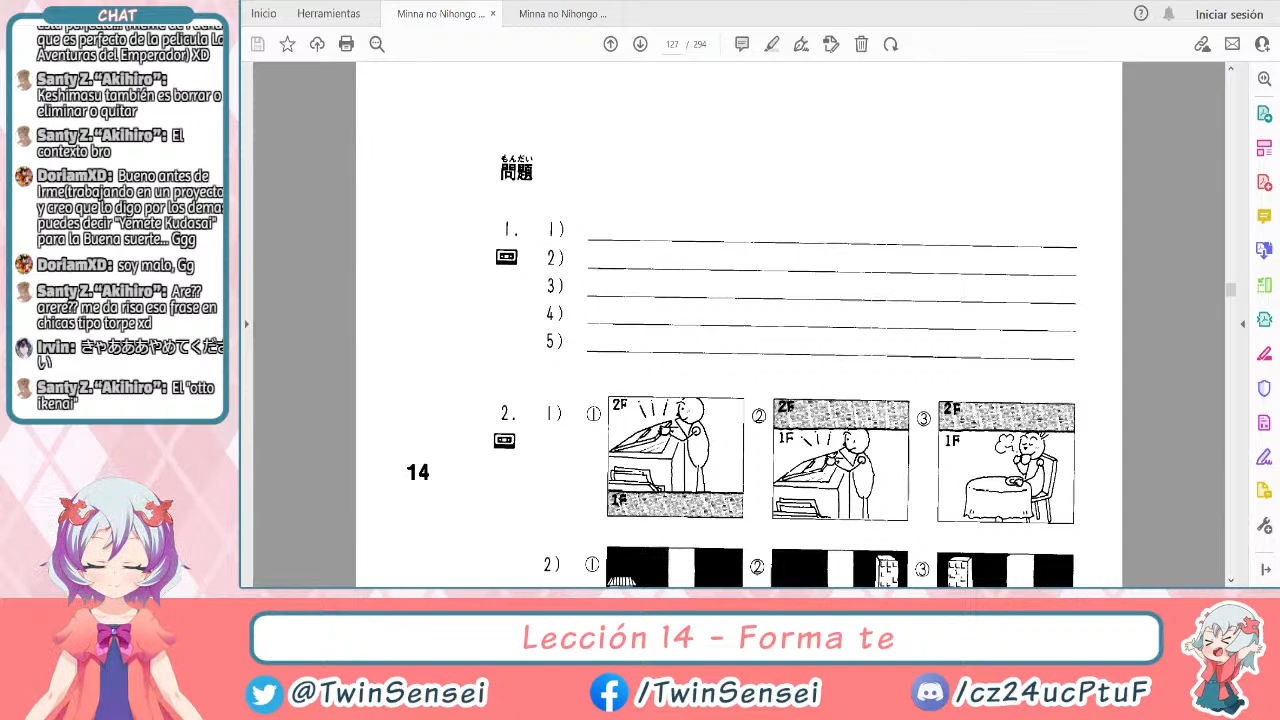 CHAT
que es perfecto de la pelicula La
Aventuras del Emperador) XD
Santy Z."Akihiro":
Keshimasu también es borrar o
eliminar o quitar
Santy Z."Akihiro": El
contexto bro
DorlamXD: Bueno antes de
Irme(trabajando en un proyecto
y creo que lo digo por los demas
puedes decir "Yemete Kudasai"
para la Buena suerte... Ggg
DorlamXD: soy malo, Gg
Santy Z."Akihiro": Are??
arere?? me da risa esa frase en
chicas tipo torpe xd
Irvin: きゃあああやめてくださ
い
Santy Z."Akihiro": El "otto
ikenai"
Inicio Herramientas Minna no Nihongo ... × Minna no Nihongo ... Iniciar sesión
127 / 294
もんだい
問題
1. 1)
2)
3)
4)
5)
2. 1) ① 2F 1F ② 2F 1F ③ 2F 1F
14
2) ① ② ③
Lección 14 - Forma te
@TwinSensei /TwinSensei /cz24ucPtuF